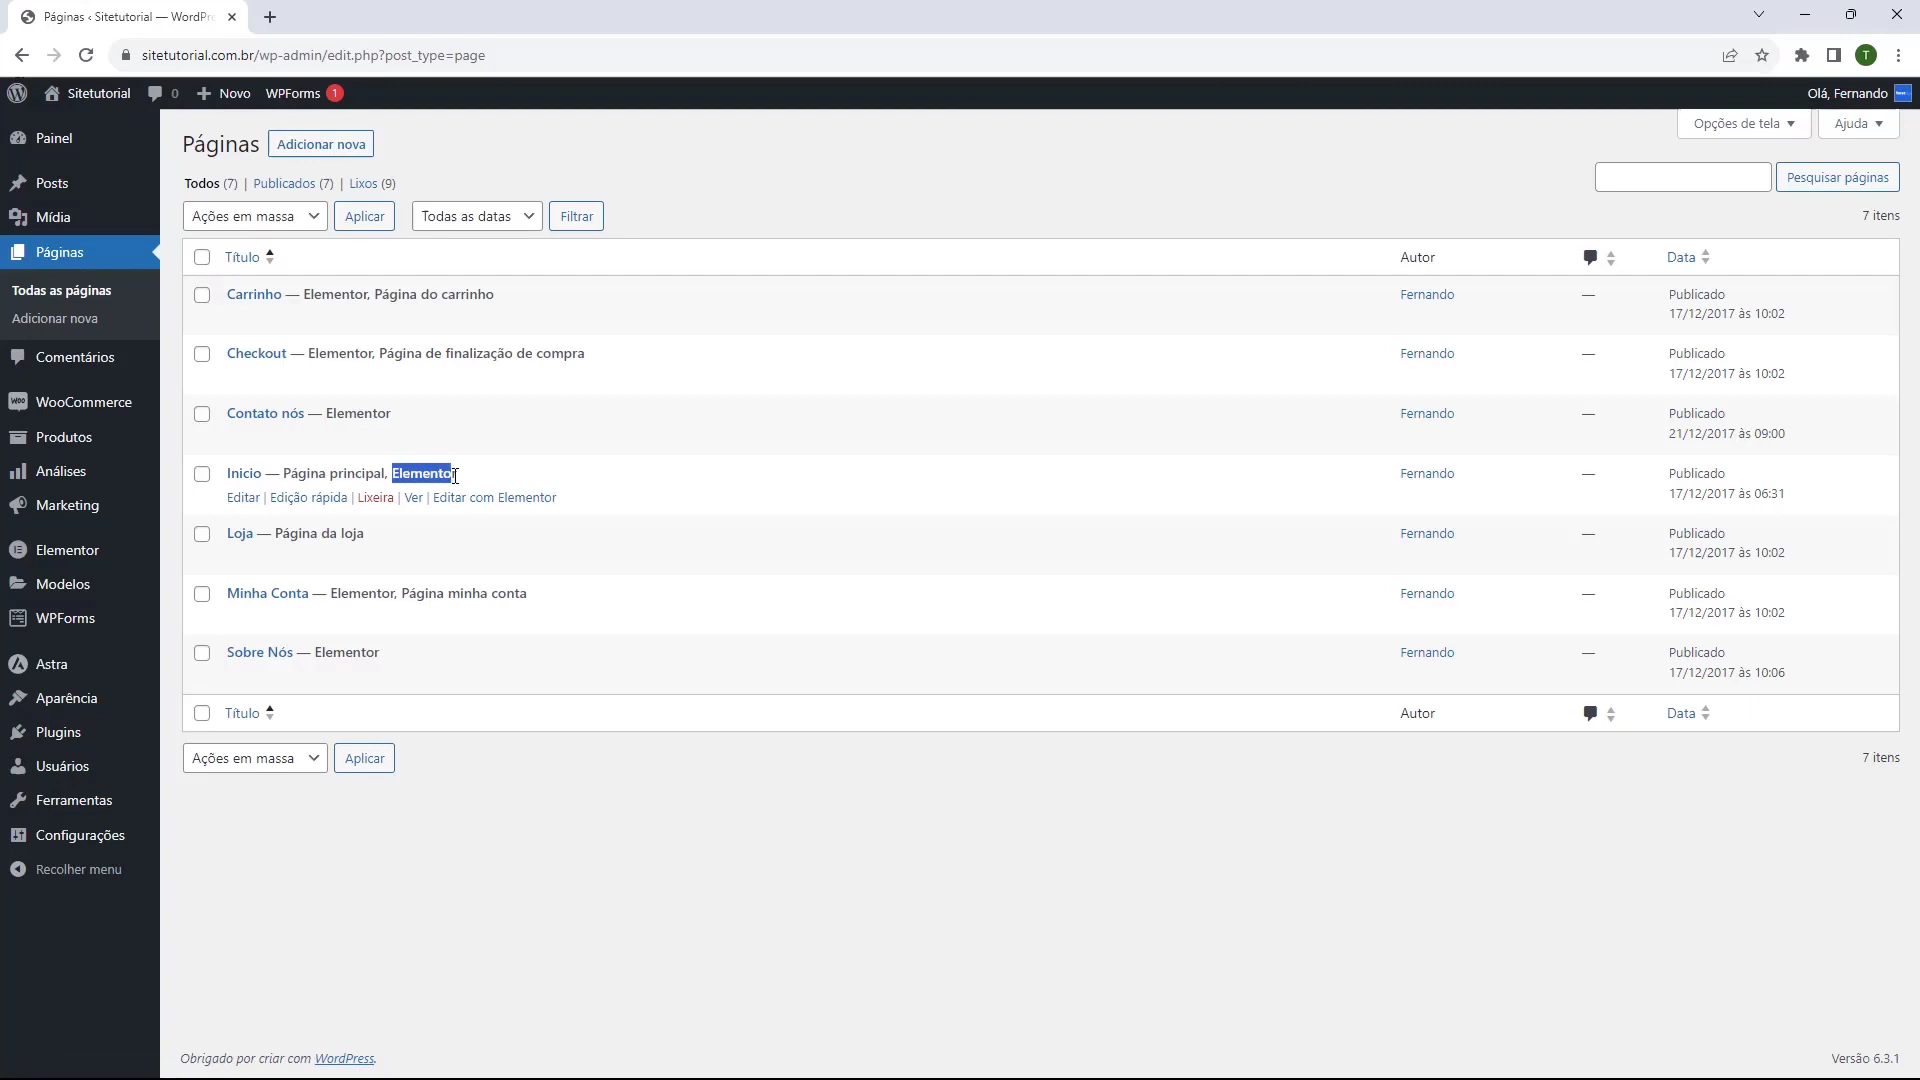 Páginas ‹ Sitetutorial — WordPr
sitetutorial.com.br/wp-admin/edit.php?post_type=page
T
Sitetutorial 0 Novo WPForms 1 Olá, Fernando
Painel
Posts
Mídia
Páginas
Todas as páginas
Adicionar nova
Comentários
WooCommerce
Produtos
Análises
Marketing
Elementor
Modelos
WPForms
Astra
Aparência
Plugins
Usuários
Ferramentas
Configurações
Recolher menu
Opções de tela Ajuda
Páginas Adicionar nova
Todos (7) | Publicados (7) | Lixos (9)
Pesquisar páginas
Ações em massa Aplicar Todas as datas Filtrar 7 itens
Título Autor Data
Carrinho — Elementor, Página do carrinho Fernando — Publicado
17/12/2017 às 10:02
Checkout — Elementor, Página de finalização de compra Fernando — Publicado
17/12/2017 às 10:02
Contato nós — Elementor Fernando — Publicado
21/12/2017 às 09:00
Inicio — Página principal, Elementor Fernando — Publicado
Editar | Edição rápida | Lixeira | Ver | Editar com Elementor 17/12/2017 às 06:31
Loja — Página da loja Fernando — Publicado
17/12/2017 às 10:02
Minha Conta — Elementor, Página minha conta Fernando — Publicado
17/12/2017 às 10:02
Sobre Nós — Elementor Fernando — Publicado
17/12/2017 às 10:06
Título Autor Data
Ações em massa Aplicar 7 itens
Obrigado por criar com WordPress. Versão 6.3.1